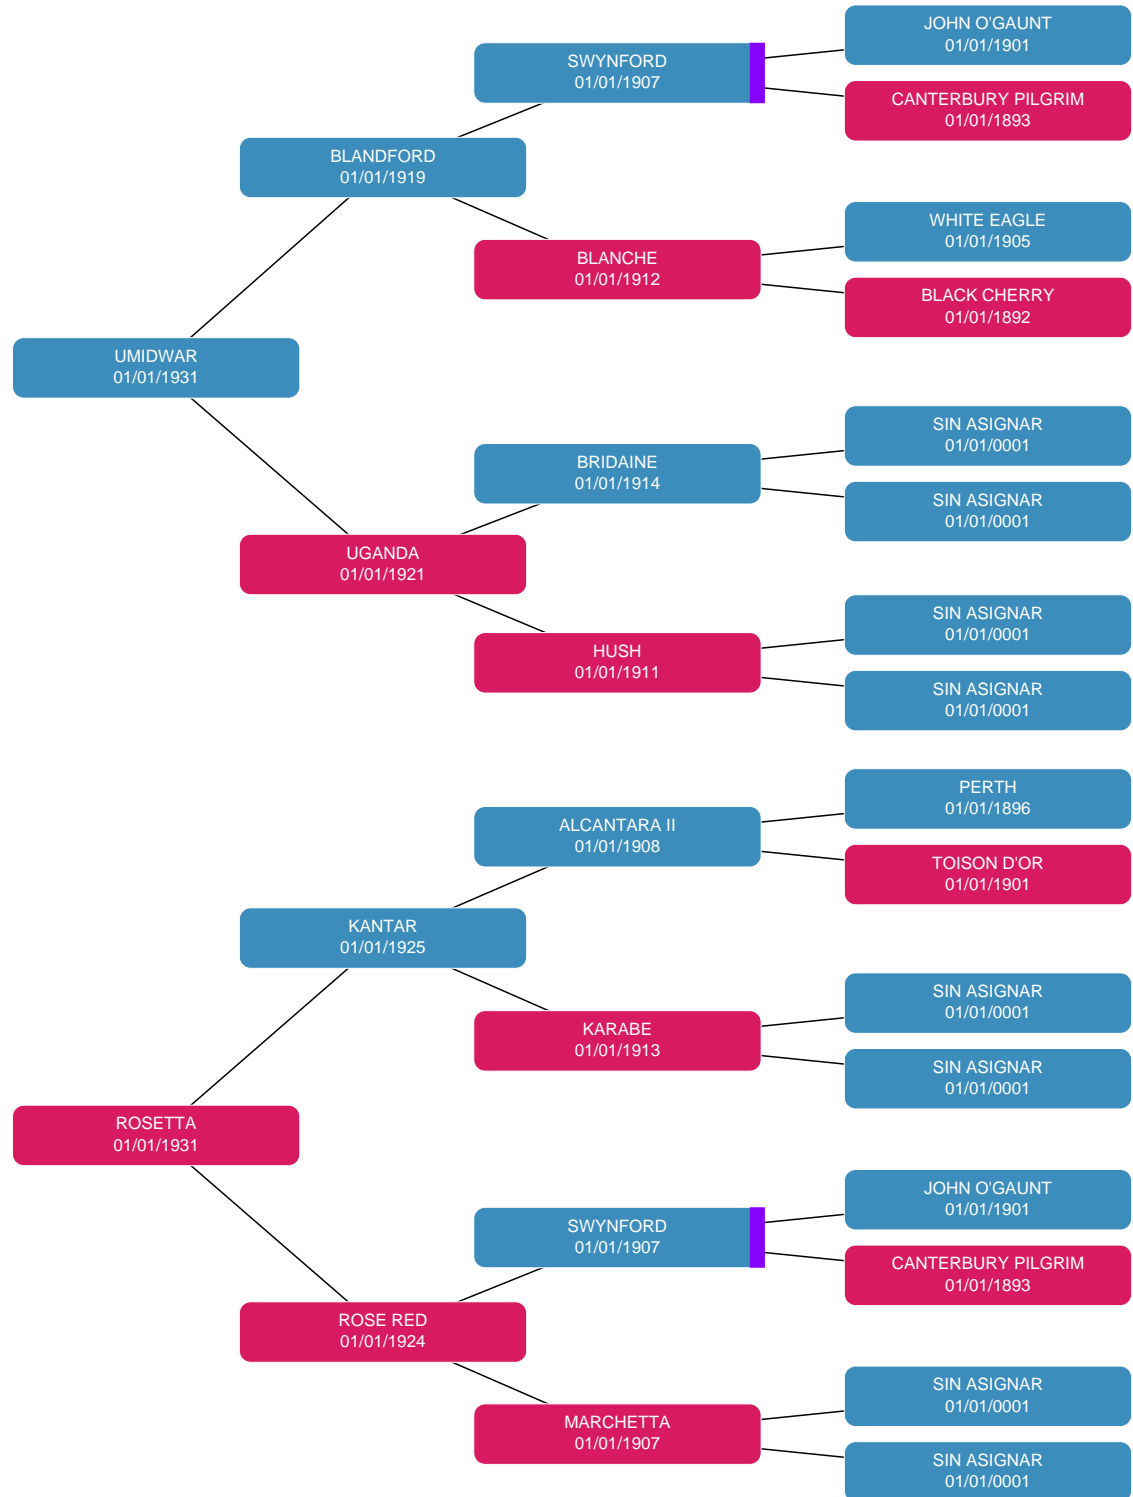 JOHN O'GAUNT
01/01/1901
SWYNFORD
01/01/1907
CANTERBURY PILGRIM
01/01/1893
BLANDFORD
01/01/1919
WHITE EAGLE
01/01/1905
BLANCHE
01/01/1912
BLACK CHERRY
01/01/1892
UMIDWAR
01/01/1931
SIN ASIGNAR
01/01/0001
BRIDAINE
01/01/1914
SIN ASIGNAR
01/01/0001
UGANDA
01/01/1921
SIN ASIGNAR
01/01/0001
HUSH
01/01/1911
SIN ASIGNAR
01/01/0001
PERTH
01/01/1896
ALCANTARA II
01/01/1908
TOISON D'OR
01/01/1901
KANTAR
01/01/1925
SIN ASIGNAR
01/01/0001
KARABE
01/01/1913
SIN ASIGNAR
01/01/0001
ROSETTA
01/01/1931
JOHN O'GAUNT
01/01/1901
SWYNFORD
01/01/1907
CANTERBURY PILGRIM
01/01/1893
ROSE RED
01/01/1924
SIN ASIGNAR
01/01/0001
MARCHETTA
01/01/1907
SIN ASIGNAR
01/01/0001